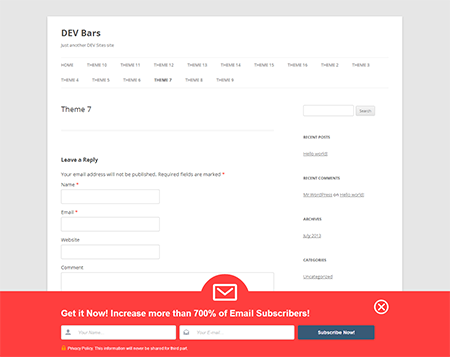 DEV Bars
Just another DEV Sites site
HOME THEME 10 THEME 11 THEME 12 THEME 13 THEME 14 THEME 15 THEME 16 THEME 2 THEME 3
THEME 4 THEME 5 THEME 6 THEME 7 THEME 8 THEME 9
Theme 7
Search
Leave a Reply
Your email address will not be published. Required fields are marked *
Name *
Email *
Website
Comment
RECENT POSTS
Hello world!
RECENT COMMENTS
Mr WordPress on Hello world!
ARCHIVES
July 2013
CATEGORIES
Uncategorized
Get it Now! Increase more than 700% of Email Subscribers!
Your Name
Your E-mail...
Subscribe Now!
Privacy Policy: This information will never be shared for third part